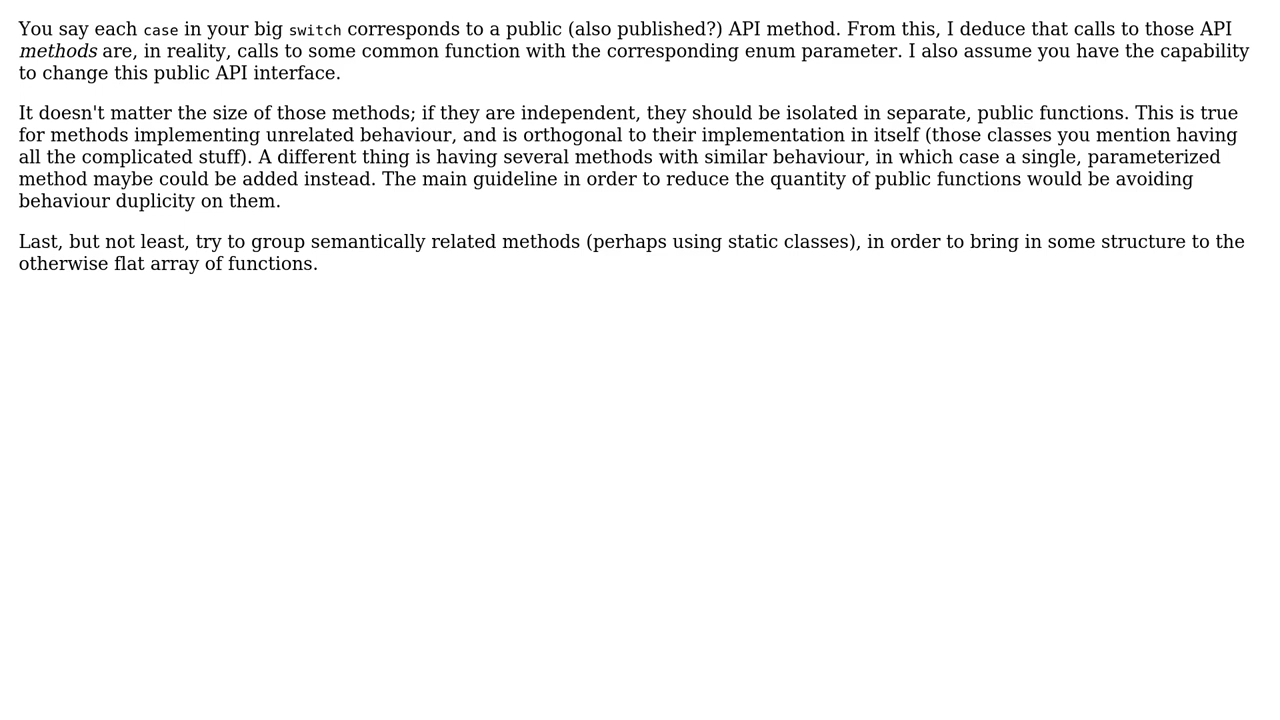 You say each case in your big switch corresponds to a public (also published?) API method. From this, I deduce that calls to those API
methods are, in reality, calls to some common function with the corresponding enum parameter. I also assume you have the capability
to change this public API interface.
It doesn't matter the size of those methods; if they are independent, they should be isolated in separate, public functions. This is true
for methods implementing unrelated behaviour, and is orthogonal to their implementation in itself (those classes you mention having
all the complicated stuff). A different thing is having several methods with similar behaviour, in which case a single, parameterized
method maybe could be added instead. The main guideline in order to reduce the quantity of public functions would be avoiding
behaviour duplicity on them.
Last, but not least, try to group semantically related methods (perhaps using static classes), in order to bring in some structure to the
otherwise flat array of functions.